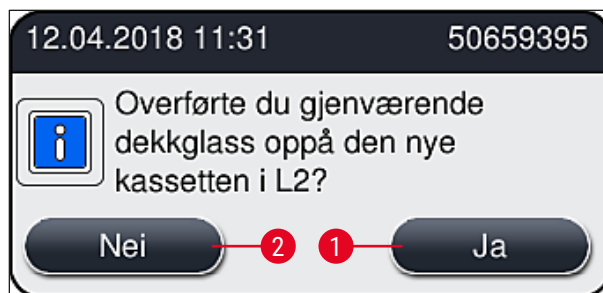 12.04.2018 11:31 50659395
Overførte du gjenværende
dekkglass oppå den nye
kassetten i L2?
Nei 2 1 Ja